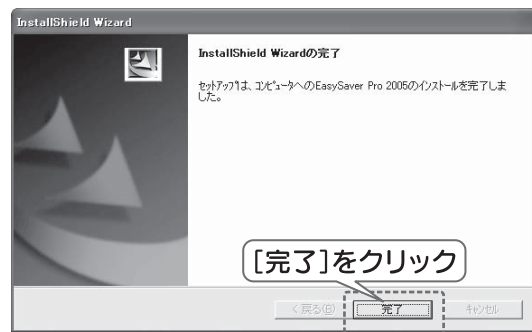 InstallShield Wizard
InstallShield Wizardの完了
セットアップは、コンピュータへのEasySaver Pro 2005のインストールを完了しま
した。
[完了]をクリック
< 戻る(B)
完了
キャンセル